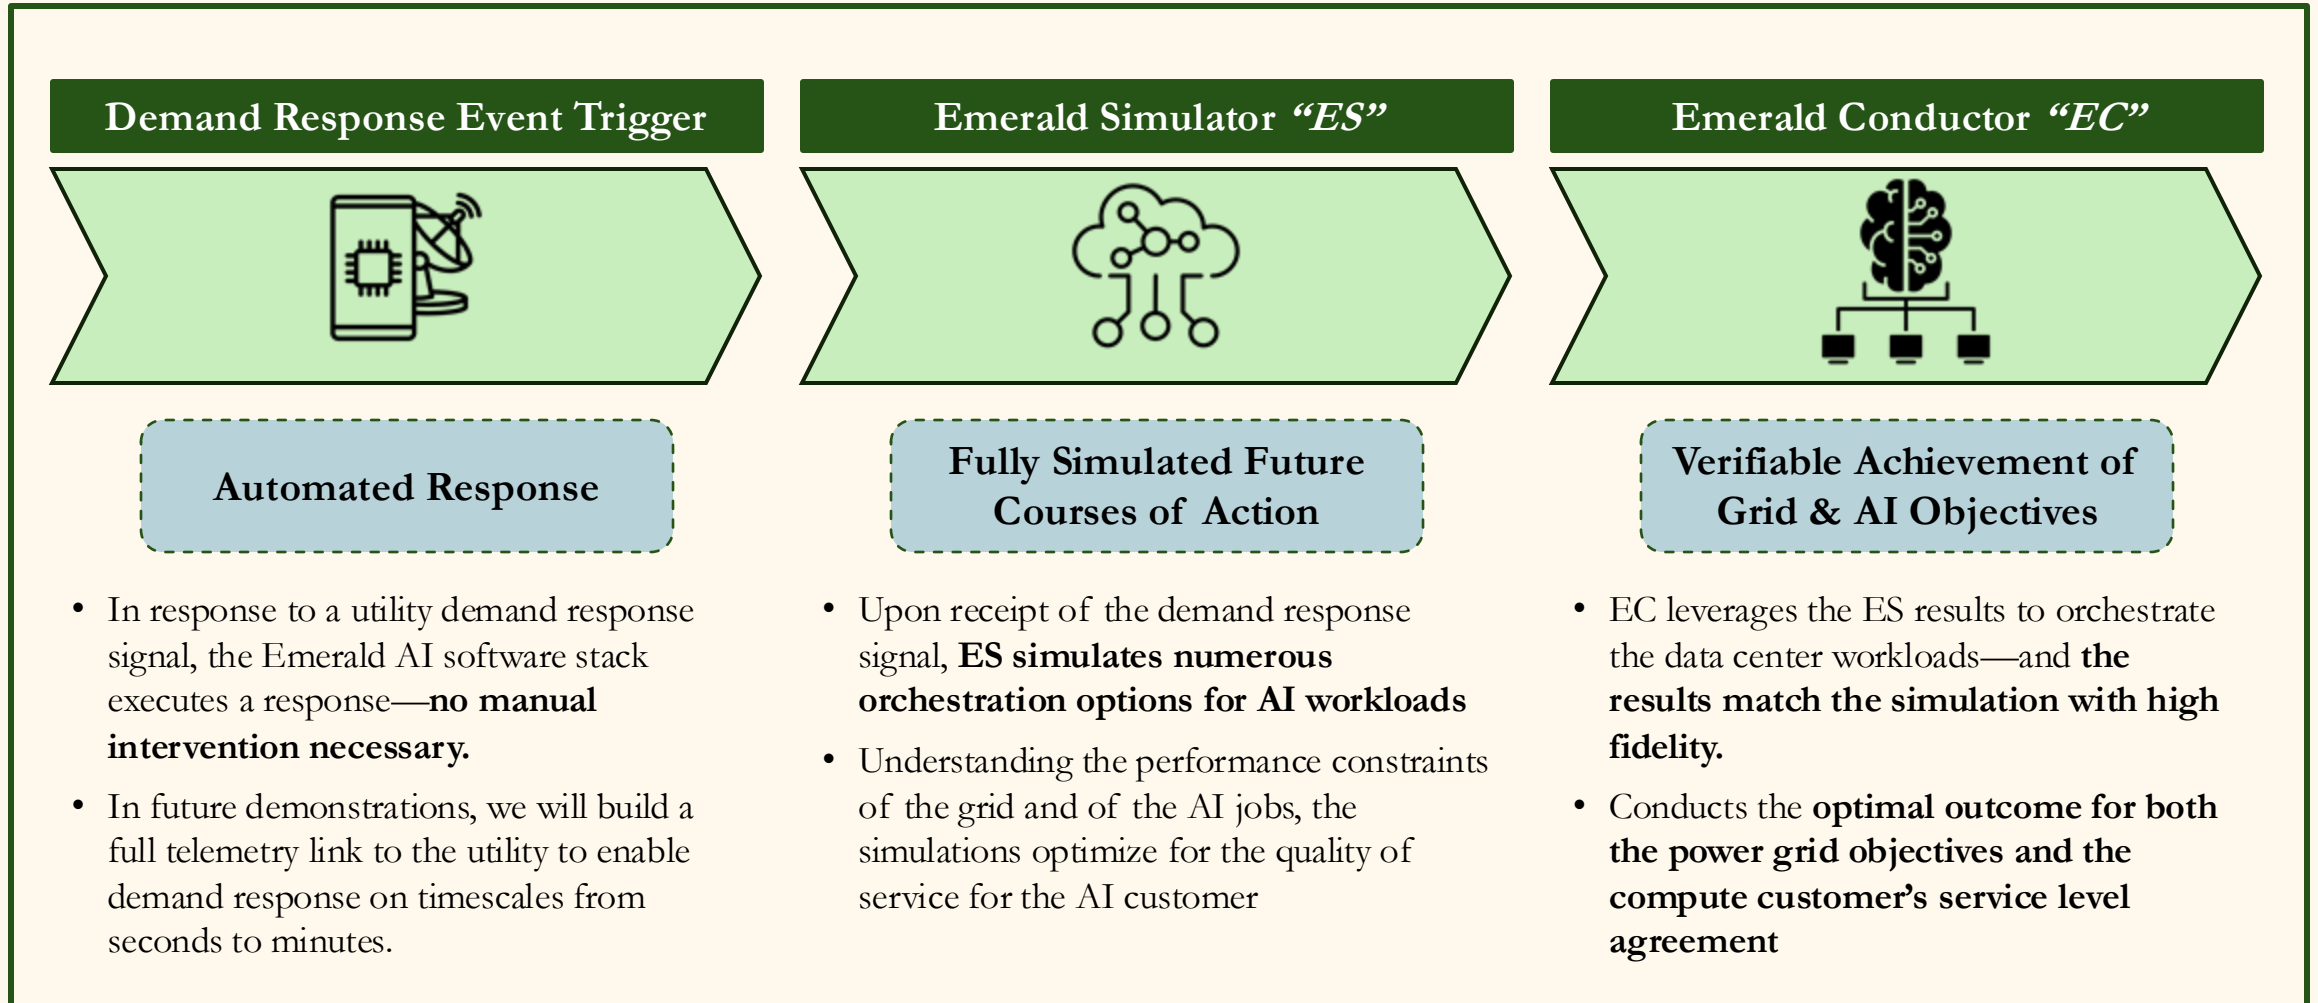 Demand Response Event Trigger
Emerald Simulator “ES”
Emerald Conductor “EC”
Automated Response
Fully Simulated Future
Courses of Action
Verifiable Achievement of
Grid & AI Objectives
• In response to a utility demand response
signal, the Emerald AI software stack
executes a response—no manual
intervention necessary.
• In future demonstrations, we will build a
full telemetry link to the utility to enable
demand response on timescales from
seconds to minutes.
• Upon receipt of the demand response
signal, ES simulates numerous
orchestration options for AI workloads
• Understanding the performance constraints
of the grid and of the AI jobs, the
simulations optimize for the quality of
service for the AI customer
• EC leverages the ES results to orchestrate
the data center workloads—and the
results match the simulation with high
fidelity.
• Conducts the optimal outcome for both
the power grid objectives and the
compute customer’s service level
agreement